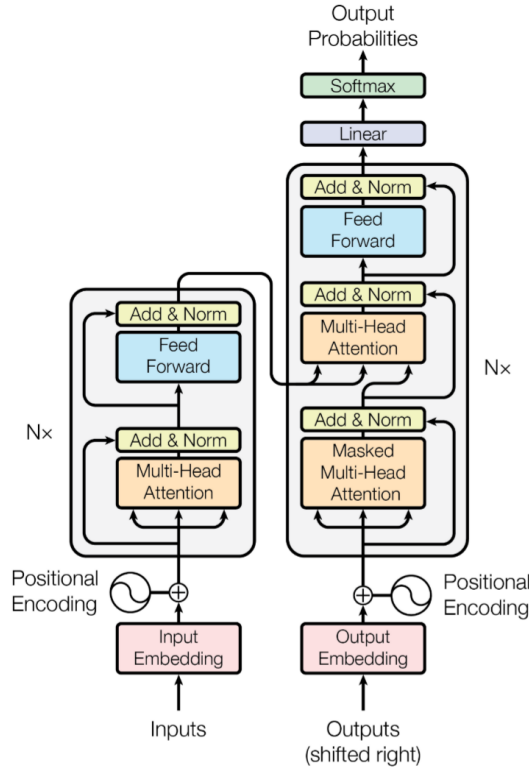 Output
Probabilities
Softmax
Linear
Add & Norm
Feed
Forward
Add & Norm
Multi-Head
Attention
Add & Norm
Masked
Multi-Head
Attention
N×
Add & Norm
Feed
Forward
Add & Norm
Multi-Head
Attention
N×
Positional
Encoding
Positional
Encoding
Input
Embedding
Output
Embedding
Inputs
Outputs
(shifted right)